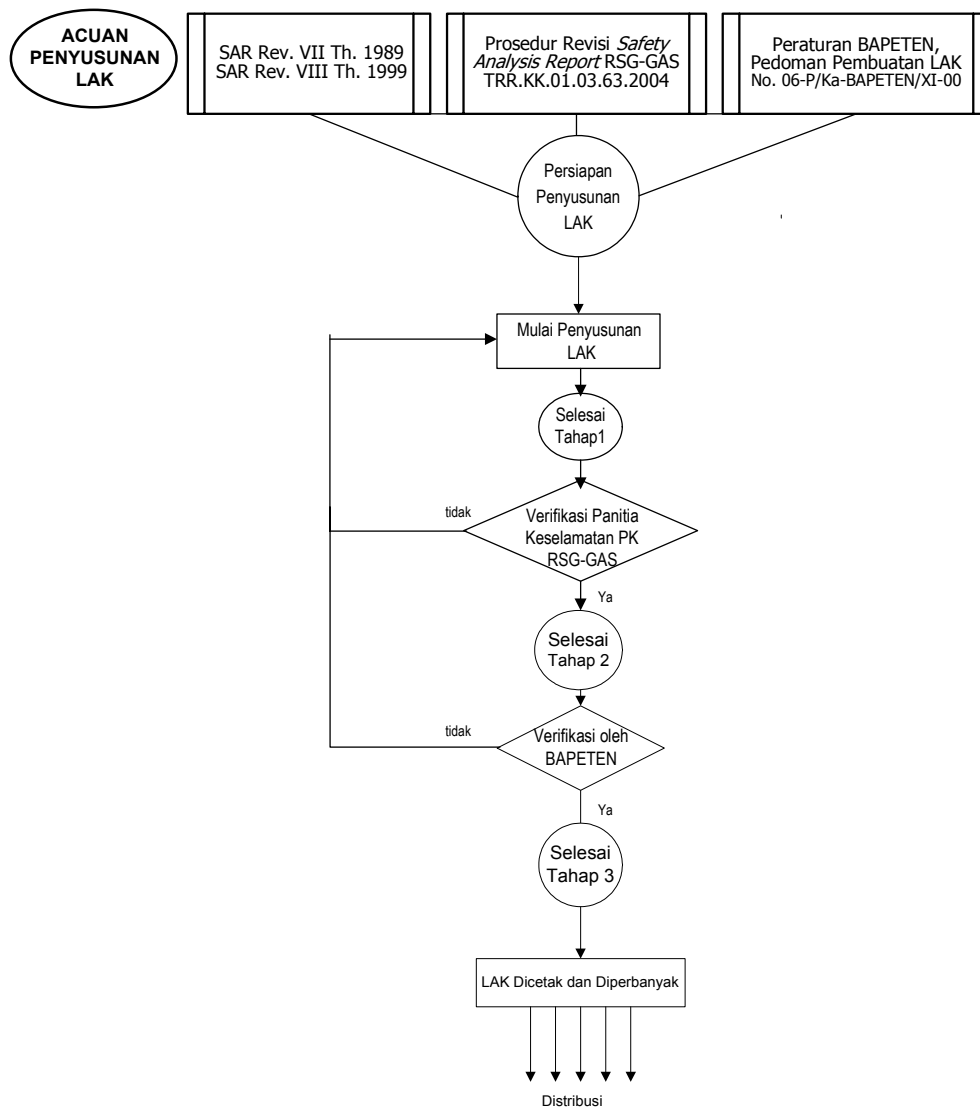 ACUAN
PENYUSUNAN
LAK
SAR Rev. VII Th. 1989
SAR Rev. VIII Th. 1999
Prosedur Revisi Safety
Analysis Report RSG-GAS
TRR.KK.01.03.63.2004
Peraturan BAPETEN,
Pedoman Pembuatan LAK
No. 06-P/Ka-BAPETEN/XI-00
Persiapan
Penyusunan
LAK
Mulai Penyusunan
LAK
Selesai
Tahap1
tidak
Verifikasi Panitia
Keselamatan PK
RSG-GAS
Ya
Selesai
Tahap 2
tidak
Verifikasi oleh
BAPETEN
Ya
Selesai
Tahap 3
LAK Dicetak dan Diperbanyak
Distribusi